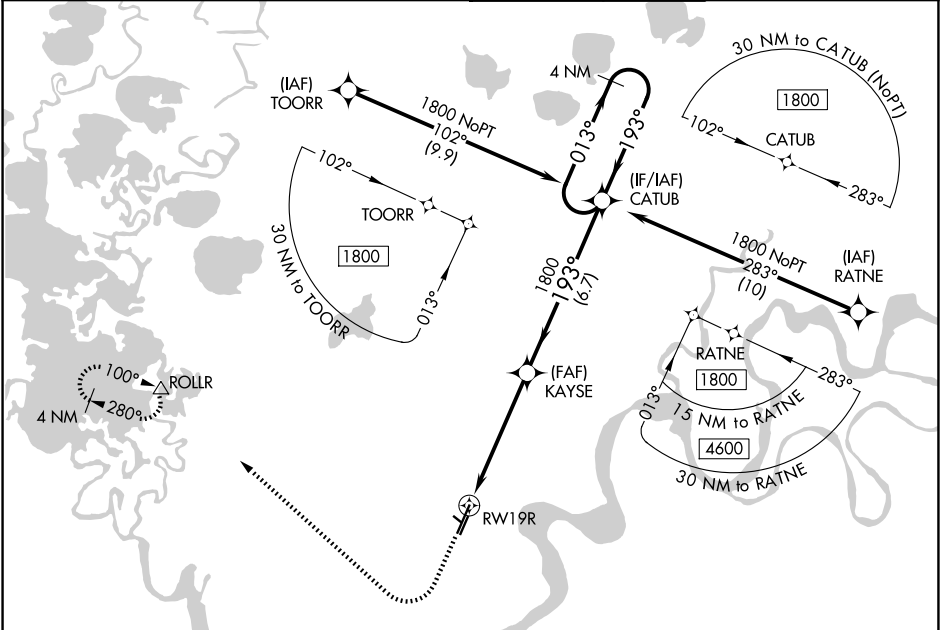 30 NM to CATUB (NoPT)
1800
102°
CATUB
283°
4 NM
013°
193°
(IAF)
TOORR
1800 NoPT
102°
(9.9)
(IF/IAF)
CATUB
102°
TOORR
1800
30 NM to TOORR
013°
1800 NoPT
283°
(10)
(IAF)
RATNE
1800
193°
(6.7)
(FAF)
KAYSE
RATNE
1800
283°
013°
15 NM to RATNE
4600
30 NM to RATNE
100°
ROLLR
4 NM
280°
RW19R